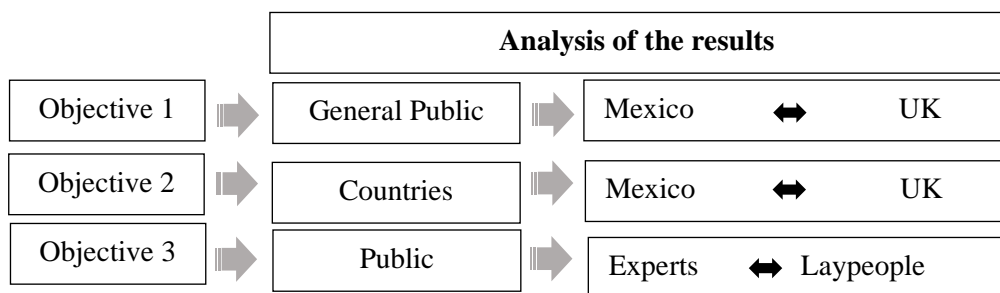 Analysis of the results
Objective 1 General Public Mexico UK
Objective 2 Countries Mexico UK
Objective 3 Public Experts Laypeople